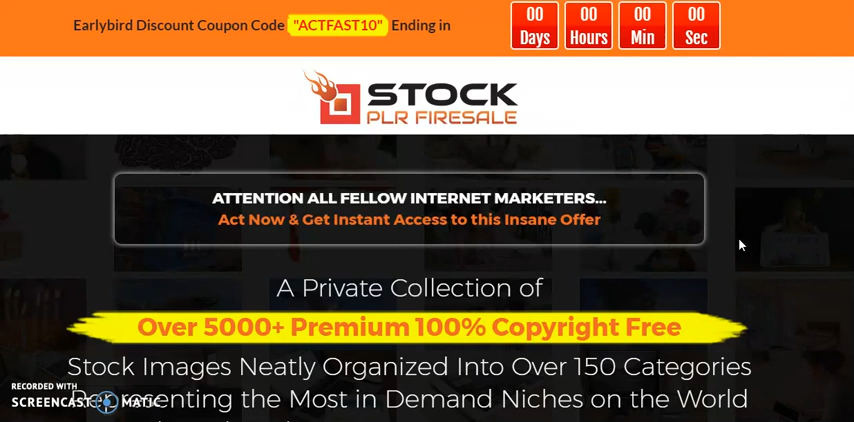 Earlybird Discount Coupon Code "ACTFAST10" Ending in
00 00 00 00
Days Hours Min Sec
STOCK
PLR FIRESALE
ATTENTION ALL FELLOW INTERNET MARKETERS...
Act Now & Get Instant Access to this Insane Offer
A Private Collection of
Over 5000+ Premium 100% Copyright Free
Stock Images Neatly Organized Into Over 150 Categories
enting the Most in Demand Niches on the World
RECORDED WITH
SCREENCAST MATIC